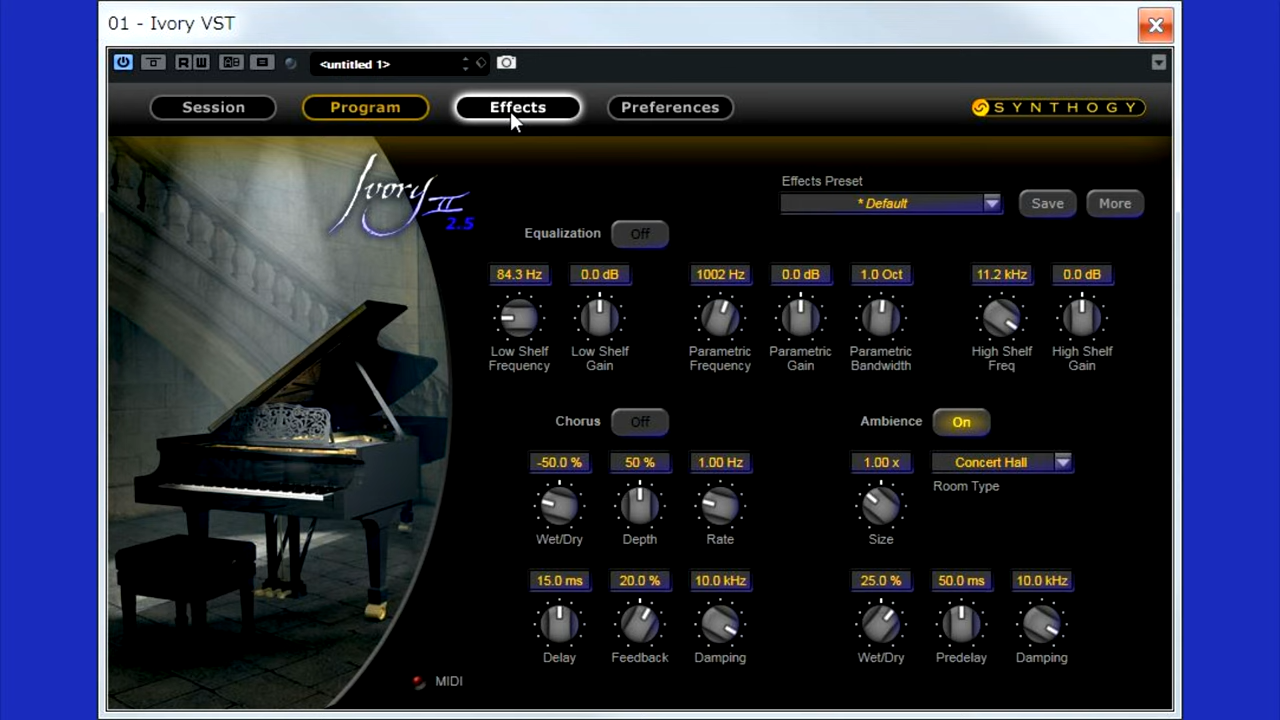 01 - Ivory VST
R W
<untitled 1>
Session
Program
Effects
Preferences
SYNTHOGY
Ivory II
2.5
Effects Preset
* Default
Save
More
Equalization
Off
84.3 Hz
0.0 dB
1002 Hz
0.0 dB
1.0 Oct
11.2 kHz
0.0 dB
Low Shelf
Frequency
Low Shelf
Gain
Parametric
Frequency
Parametric
Gain
Parametric
Bandwidth
High Shelf
Freq
High Shelf
Gain
Chorus
Off
Ambience
On
-50.0 %
50 %
1.00 Hz
1.00 x
Concert Hall
Room Type
Wet/Dry
Depth
Rate
Size
15.0 ms
20.0 %
10.0 kHz
25.0 %
50.0 ms
10.0 kHz
Delay
Feedback
Damping
Wet/Dry
Predelay
Damping
MIDI